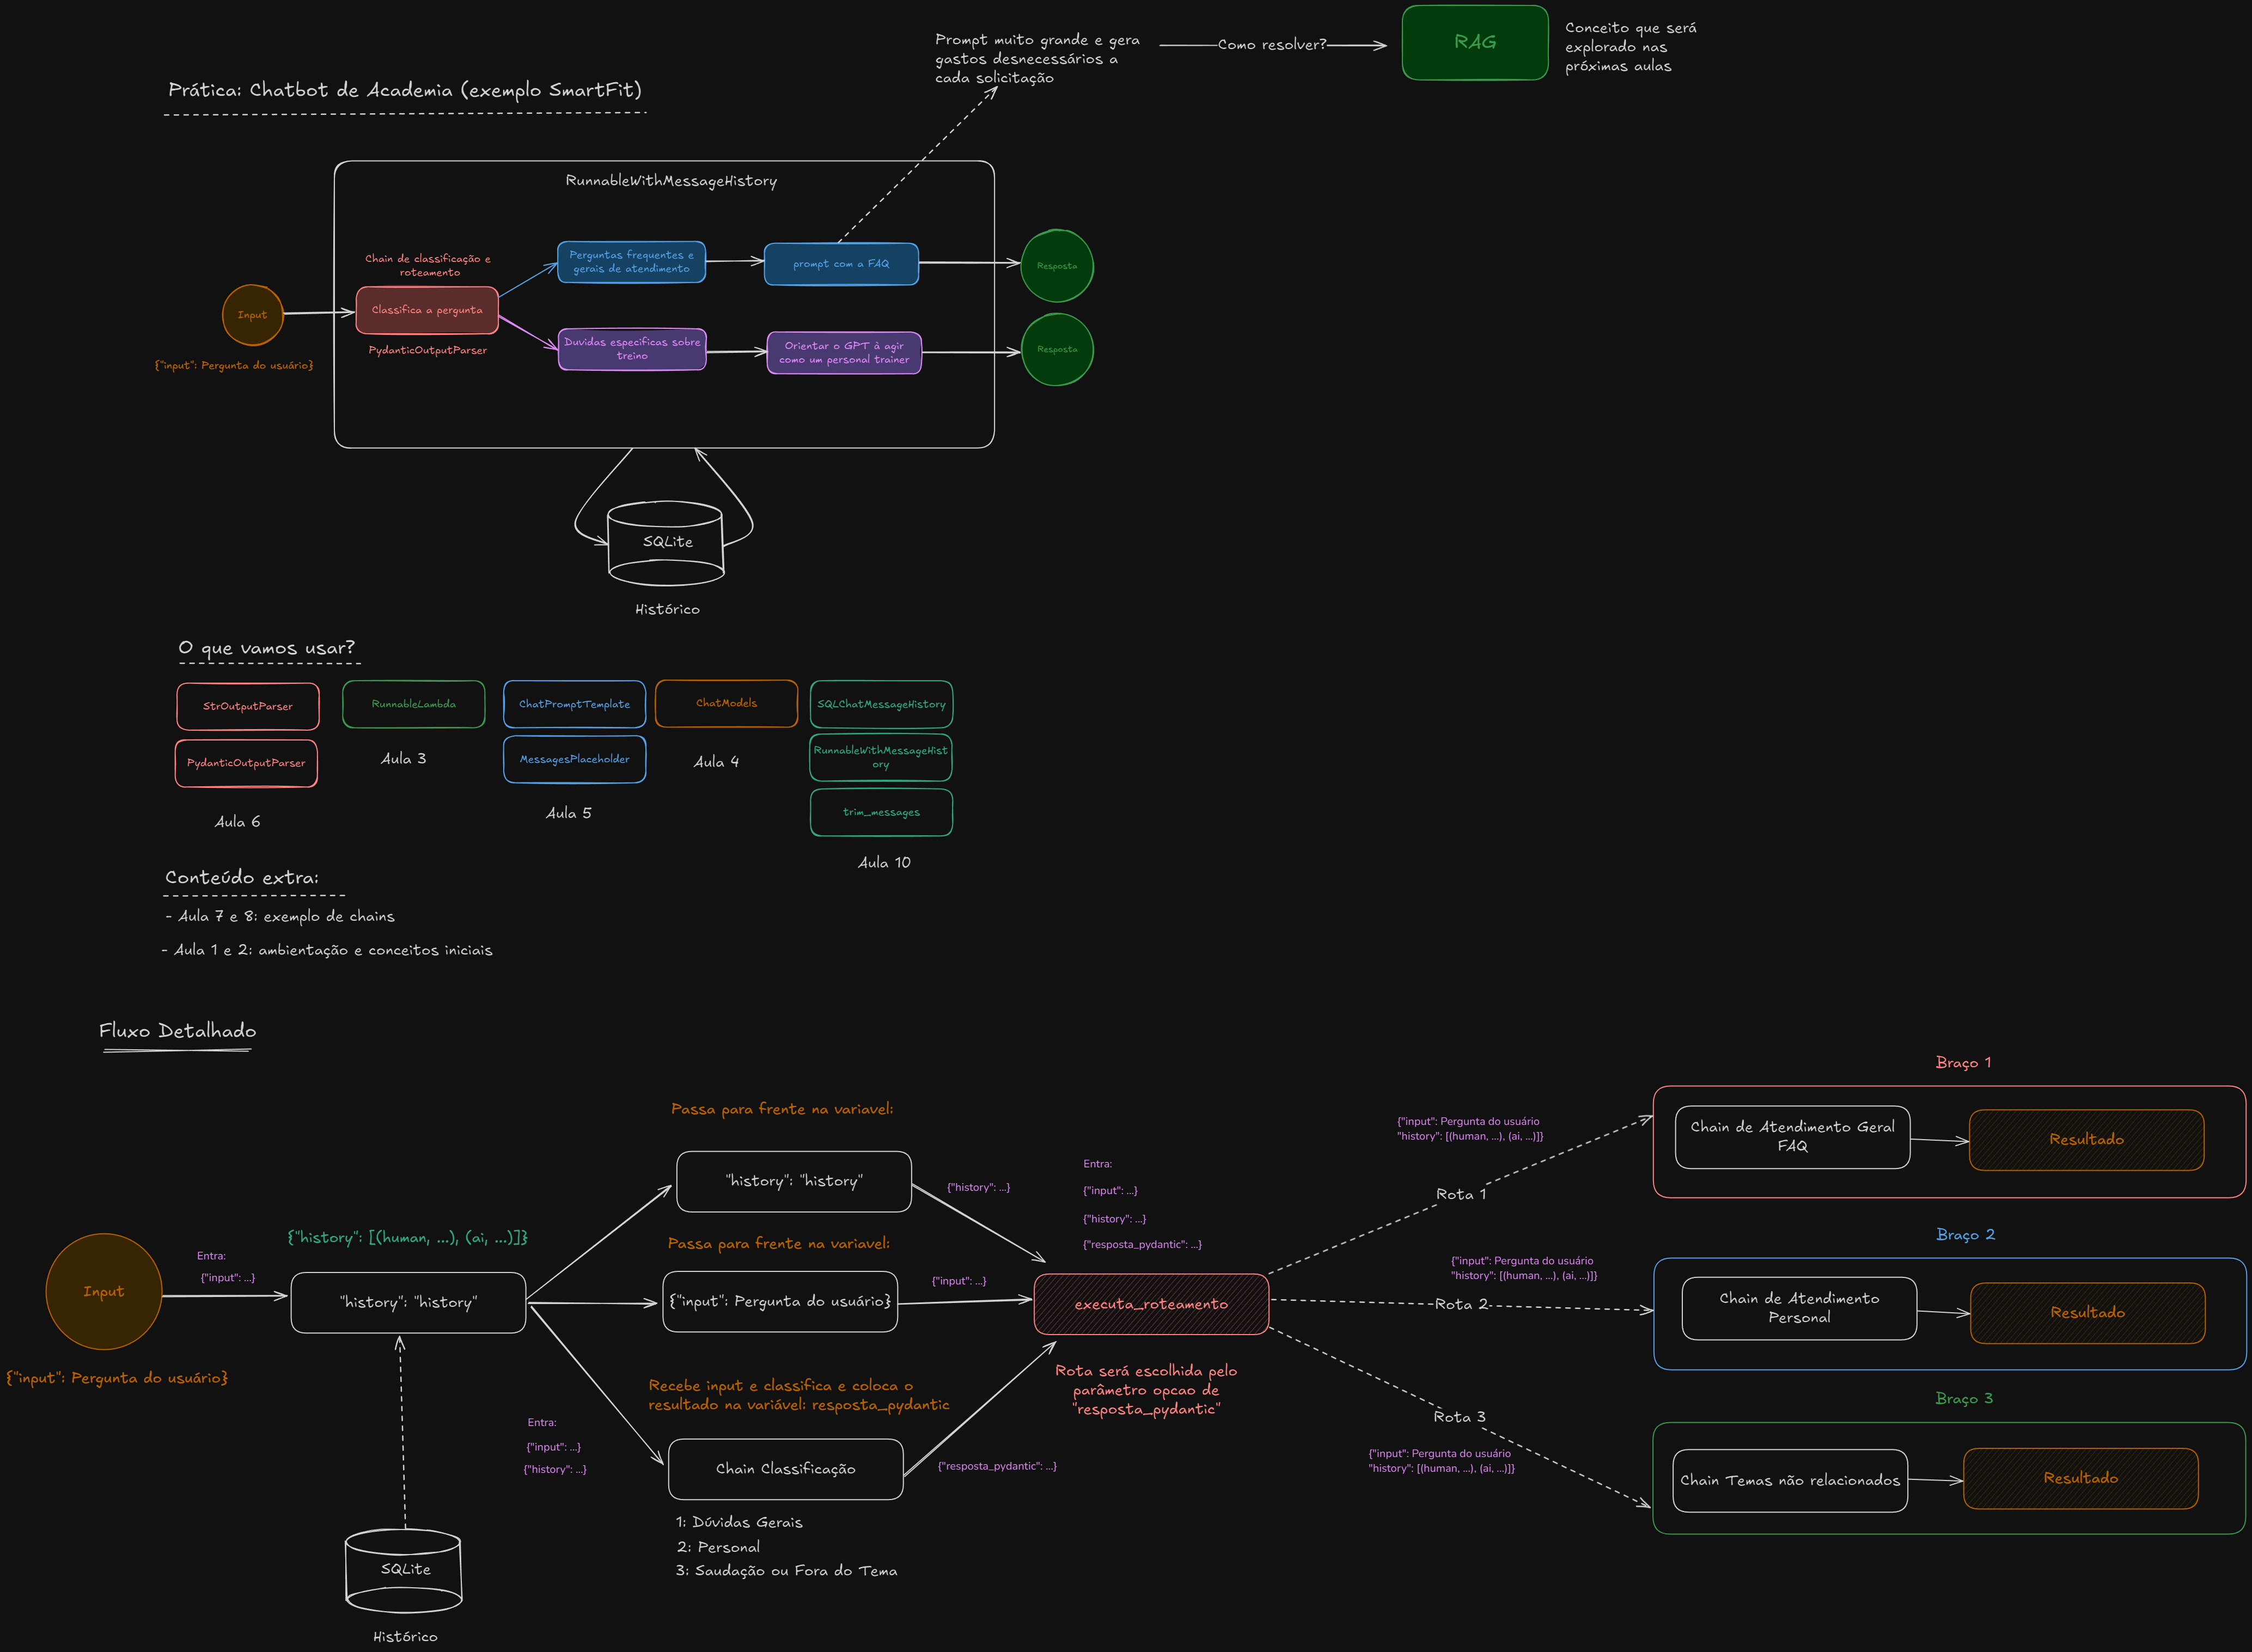 Prompt muito grande e gera
gastos desnecessários a
cada solicitação
Como resolver?
RAG
Conceito que será
explorado nas
próximas aulas
Prática: Chatbot de Academia (exemplo SmartFit)
RunnableWithMessageHistory
Chain de classificação e
roteamento
Input
{"input": Pergunta do usuário}
Classifica a pergunta
PydanticOutputParser
Perguntas frequentes e
gerais de atendimento
prompt com a FAQ
Resposta
Duvidas especificas sobre
treino
Orientar o GPT à agir
como um personal trainer
Resposta
SQLite
Histórico
O que vamos usar?
StrOutputParser
PydanticOutputParser
Aula 6
RunnableLambda
Aula 3
ChatPromptTemplate
MessagesPlaceholder
Aula 5
ChatModels
Aula 4
SQLChatMessageHistory
RunnableWithMessageHist
ory
trim_messages
Aula 10
Conteúdo extra:
- Aula 7 e 8: exemplo de chains
- Aula 1 e 2: ambientação e conceitos iniciais
Fluxo Detalhado
Input
{"input": Pergunta do usuário}
Entra:
{"input": ...}
{"history": [(human, ...), (ai, ...)]}
"history": "history"
SQLite
Histórico
Passa para frente na variavel:
"history": "history"
{"history": ...}
Passa para frente na variavel:
{"input": Pergunta do usuário}
{"input": ...}
Recebe input e classifica e coloca o
resultado na variável: resposta_pydantic
Entra:
{"input": ...}
{"history": ...}
Chain Classificação
{"resposta_pydantic": ...}
1: Dúvidas Gerais
2: Personal
3: Saudação ou Fora do Tema
Entra:
{"input": ...}
{"history": ...}
{"resposta_pydantic": ...}
executa_roteamento
Rota será escolhida pelo
parâmetro opcao de
"resposta_pydantic"
{"input": Pergunta do usuário
"history": [(human, ...), (ai, ...)]}
Rota 1
{"input": Pergunta do usuário
"history": [(human, ...), (ai, ...)]}
Rota 2
Rota 3
{"input": Pergunta do usuário
"history": [(human, ...), (ai, ...)]}
Braço 1
Chain de Atendimento Geral
FAQ
Resultado
Braço 2
Chain de Atendimento
Personal
Resultado
Braço 3
Chain Temas não relacionados
Resultado